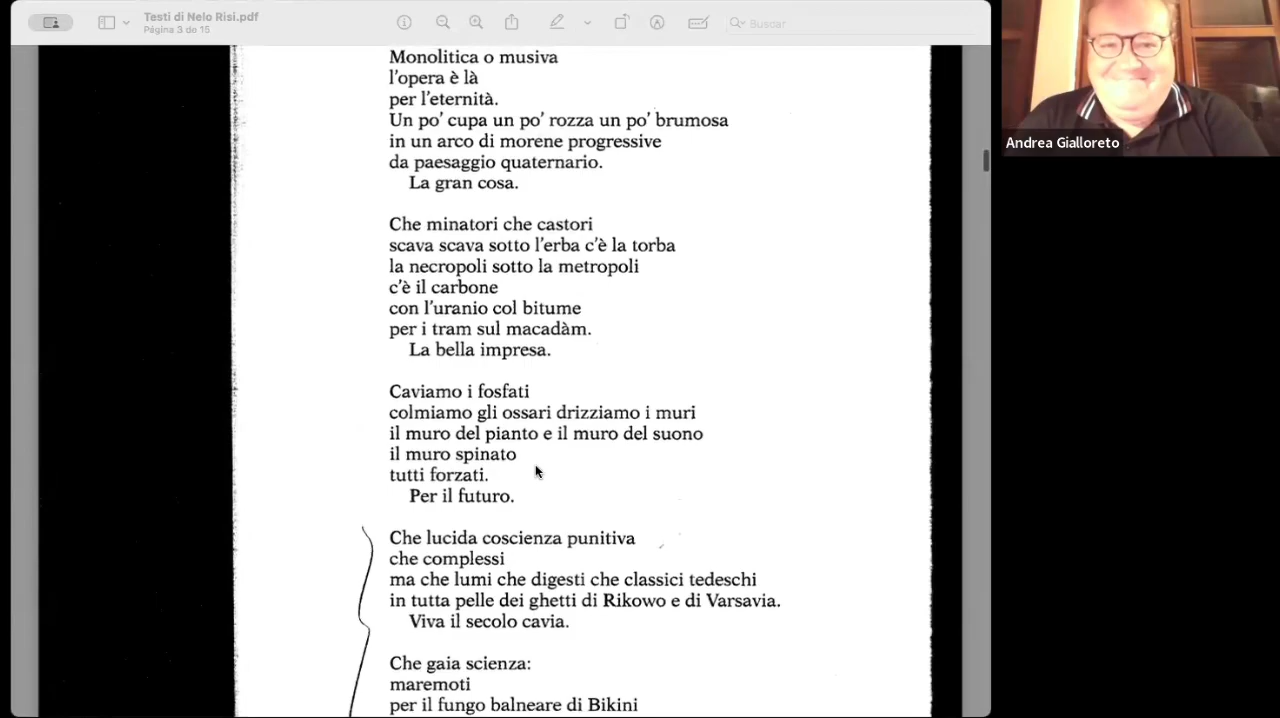 Testi di Nelo Risi.pdf
Página 3 de 15
Buscar
Monolitica o musiva
l'opera è là
per l'eternità.
Un po' cupa un po' rozza un po' brumosa
in un arco di morene progressive
da paesaggio quaternario.
La gran cosa.
Che minatori che castori
scava scava sotto l'erba c'è la torba
la necropoli sotto la metropoli
c'è il carbone
con l'uranio col bitume
per i tram sul macadàm.
La bella impresa.
Caviamo i fosfati
colmiamo gli ossari drizziamo i muri
il muro del pianto e il muro del suono
il muro spinato
tutti forzati.
Per il futuro.
Che lucida coscienza punitiva
che complessi
ma che lumi che digesti che classici tedeschi
in tutta pelle dei ghetti di Rikowo e di Varsavia.
Viva il secolo cavia.
Che gaia scienza:
maremoti
per il fungo balneare di Bikini
Andrea Gialloreto